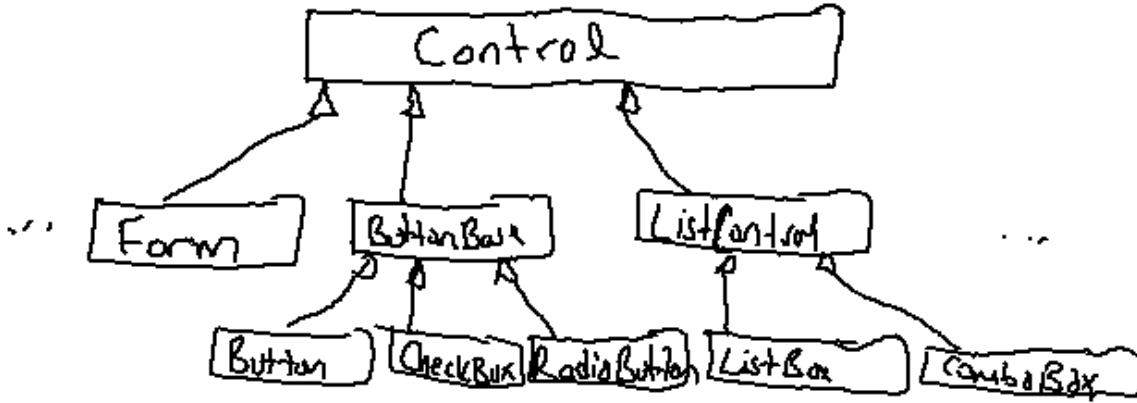 Control
... Form ButtonBase ListControl ...
Button CheckBox RadioButton ListBox ComboBox